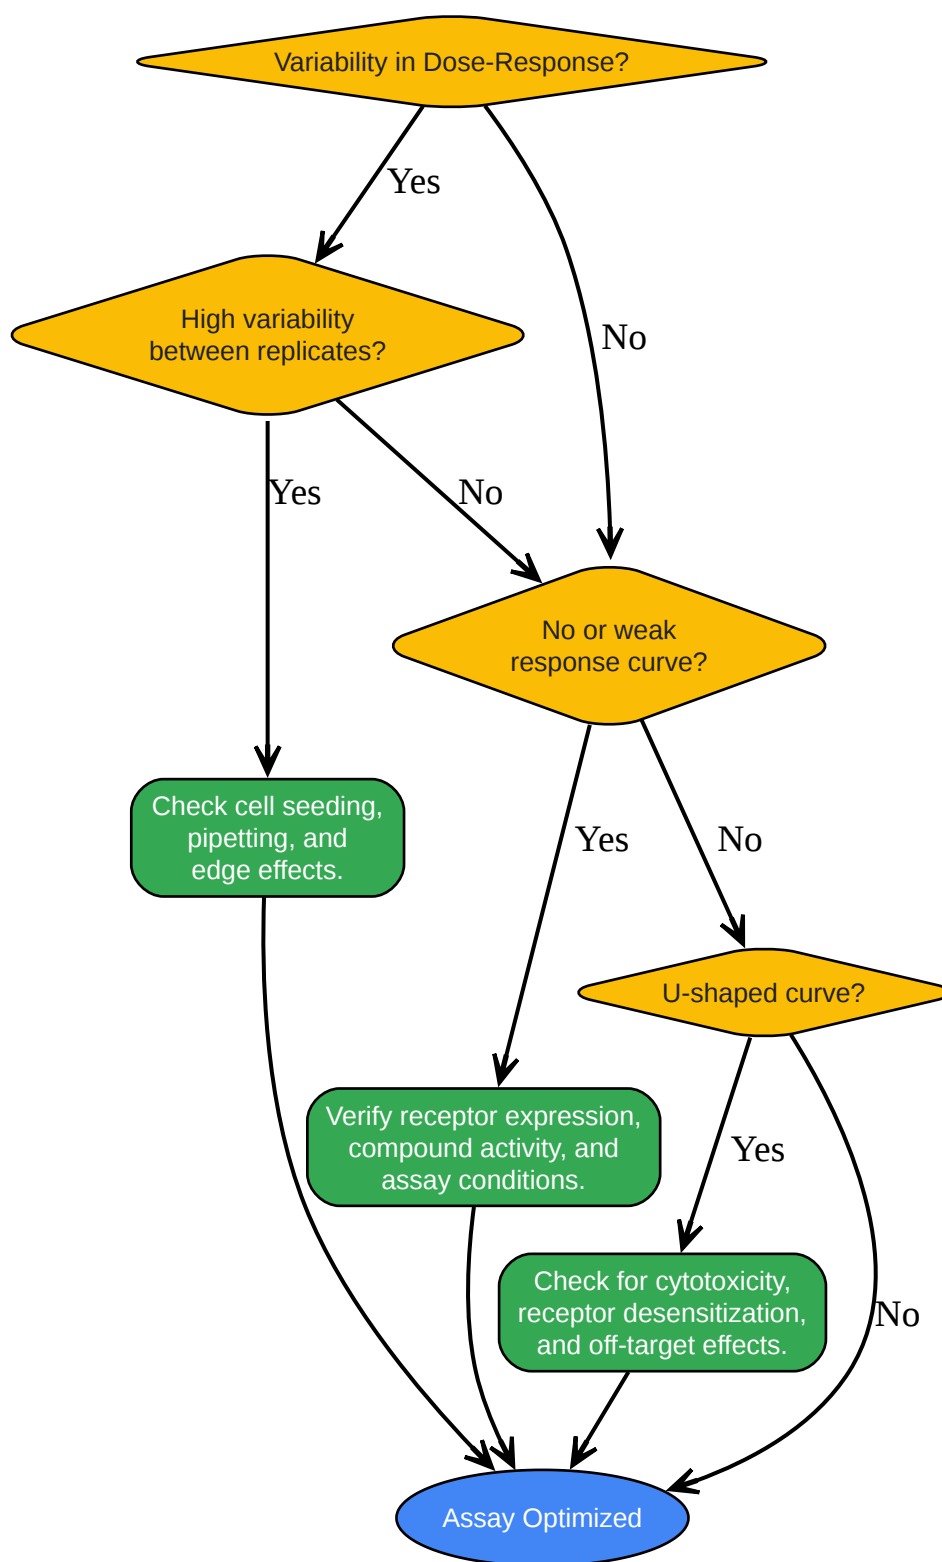 Variability in Dose-Response?
Yes
No
High variability
between replicates?
Yes
No
No or weak
response curve?
Check cell seeding,
pipetting, and
edge effects.
Yes
No
U-shaped curve?
Verify receptor expression,
compound activity, and
assay conditions.
Yes
Check for cytotoxicity,
receptor desensitization,
and off-target effects.
No
Assay Optimized